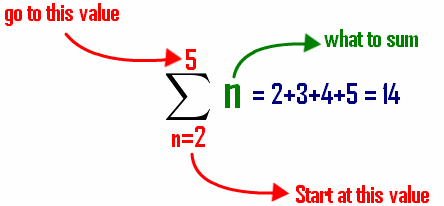 go to this value
what to sum
5
∑ n = 2+3+4+5 = 14
n=2
Start at this value